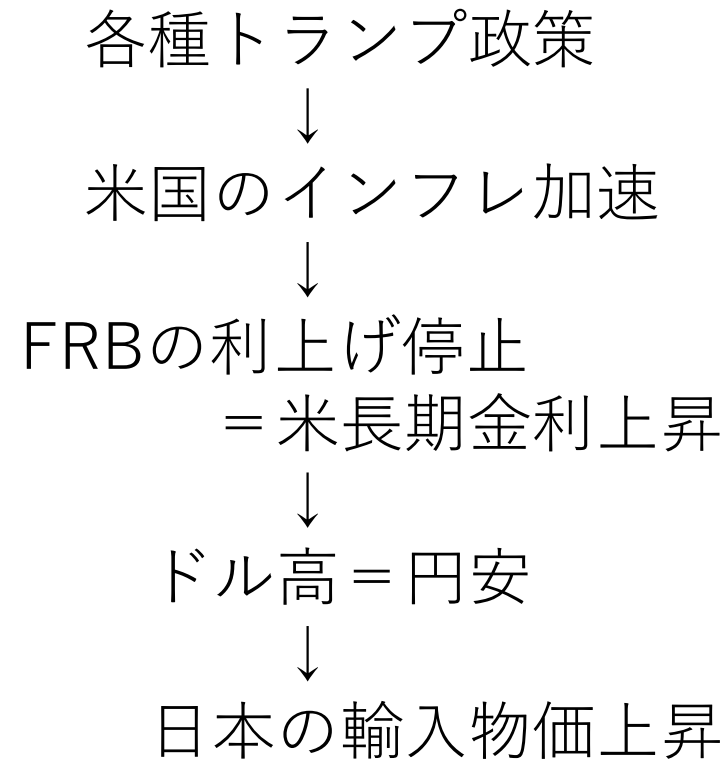 各種トランプ政策
↓
米国のインフレ加速
↓
FRBの利上げ停止
＝米長期金利上昇
↓
ドル高＝円安
↓
日本の輸入物価上昇